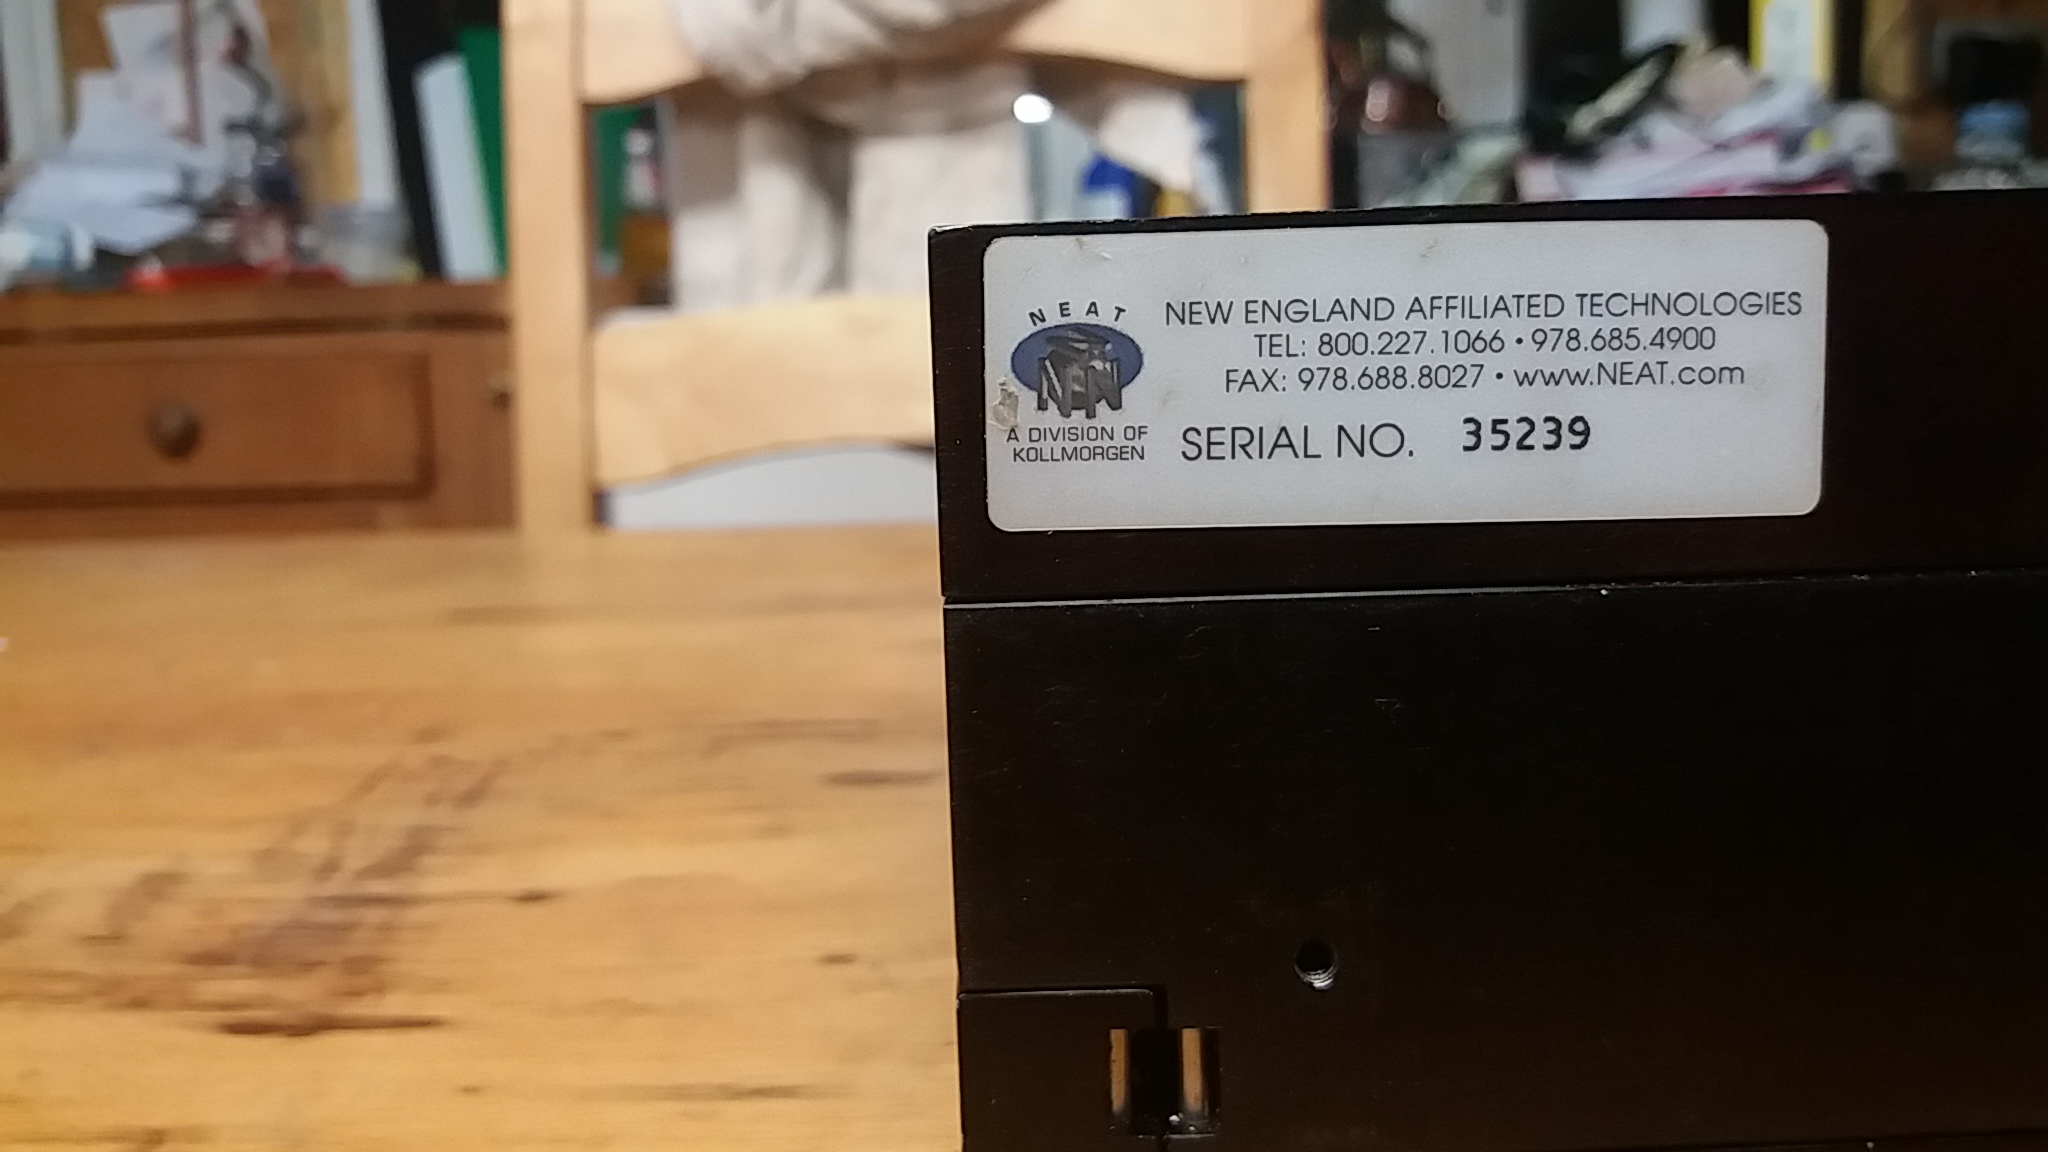 NEAT
A DIVISION OF
KOLLMORGEN
NEW ENGLAND AFFILIATED TECHNOLOGIES
TEL: 800.227.1066 • 978.685.4900
FAX: 978.688.8027 • www.NEAT.com
SERIAL NO. 35239